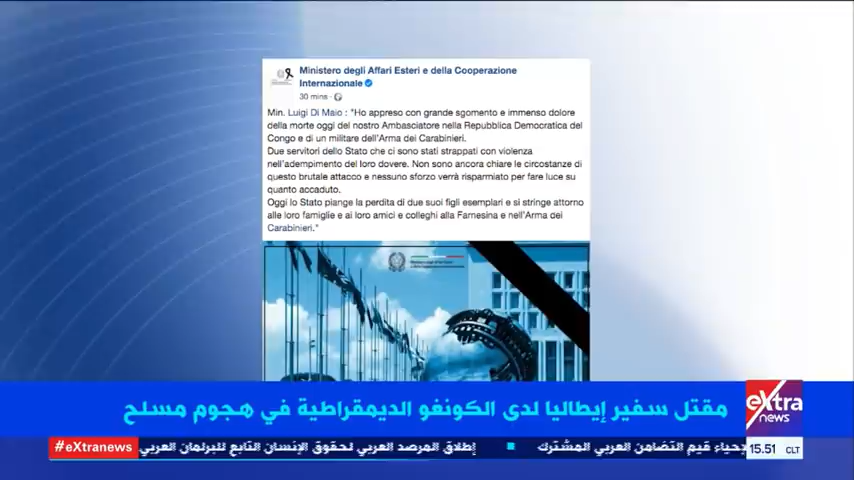 Ministero degli Affari Esteri e della Cooperazione
Internazionale
30 mins ·
Min. Luigi Di Maio : "Ho appreso con grande sgomento e immenso dolore
della morte oggi del nostro Ambasciatore nella Repubblica Democratica del
Congo e di un militare dell'Arma dei Carabinieri.
Due servitori dello Stato che ci sono stati strappati con violenza
nell'adempimento del loro dovere. Non sono ancora chiare le circostanze di
questo brutale attacco e nessuno sforzo verrà risparmiato per fare luce su
quanto accaduto.
Oggi lo Stato piange la perdita di due suoi figli esemplari e si stringe attorno
alle loro famiglie e ai loro amici e colleghi alla Farnesina e nell'Arma dei
Carabinieri."
مقتل سفير إيطاليا لدى الكونغو الديمقراطية في هجوم مسلح
eXtra
news
#eXtranews
إحياء قيم التضامن العربي المشترك
إطلاق المرصد العربي لحقوق الإنسان التابع للبرلمان العربي
15.51 CLT